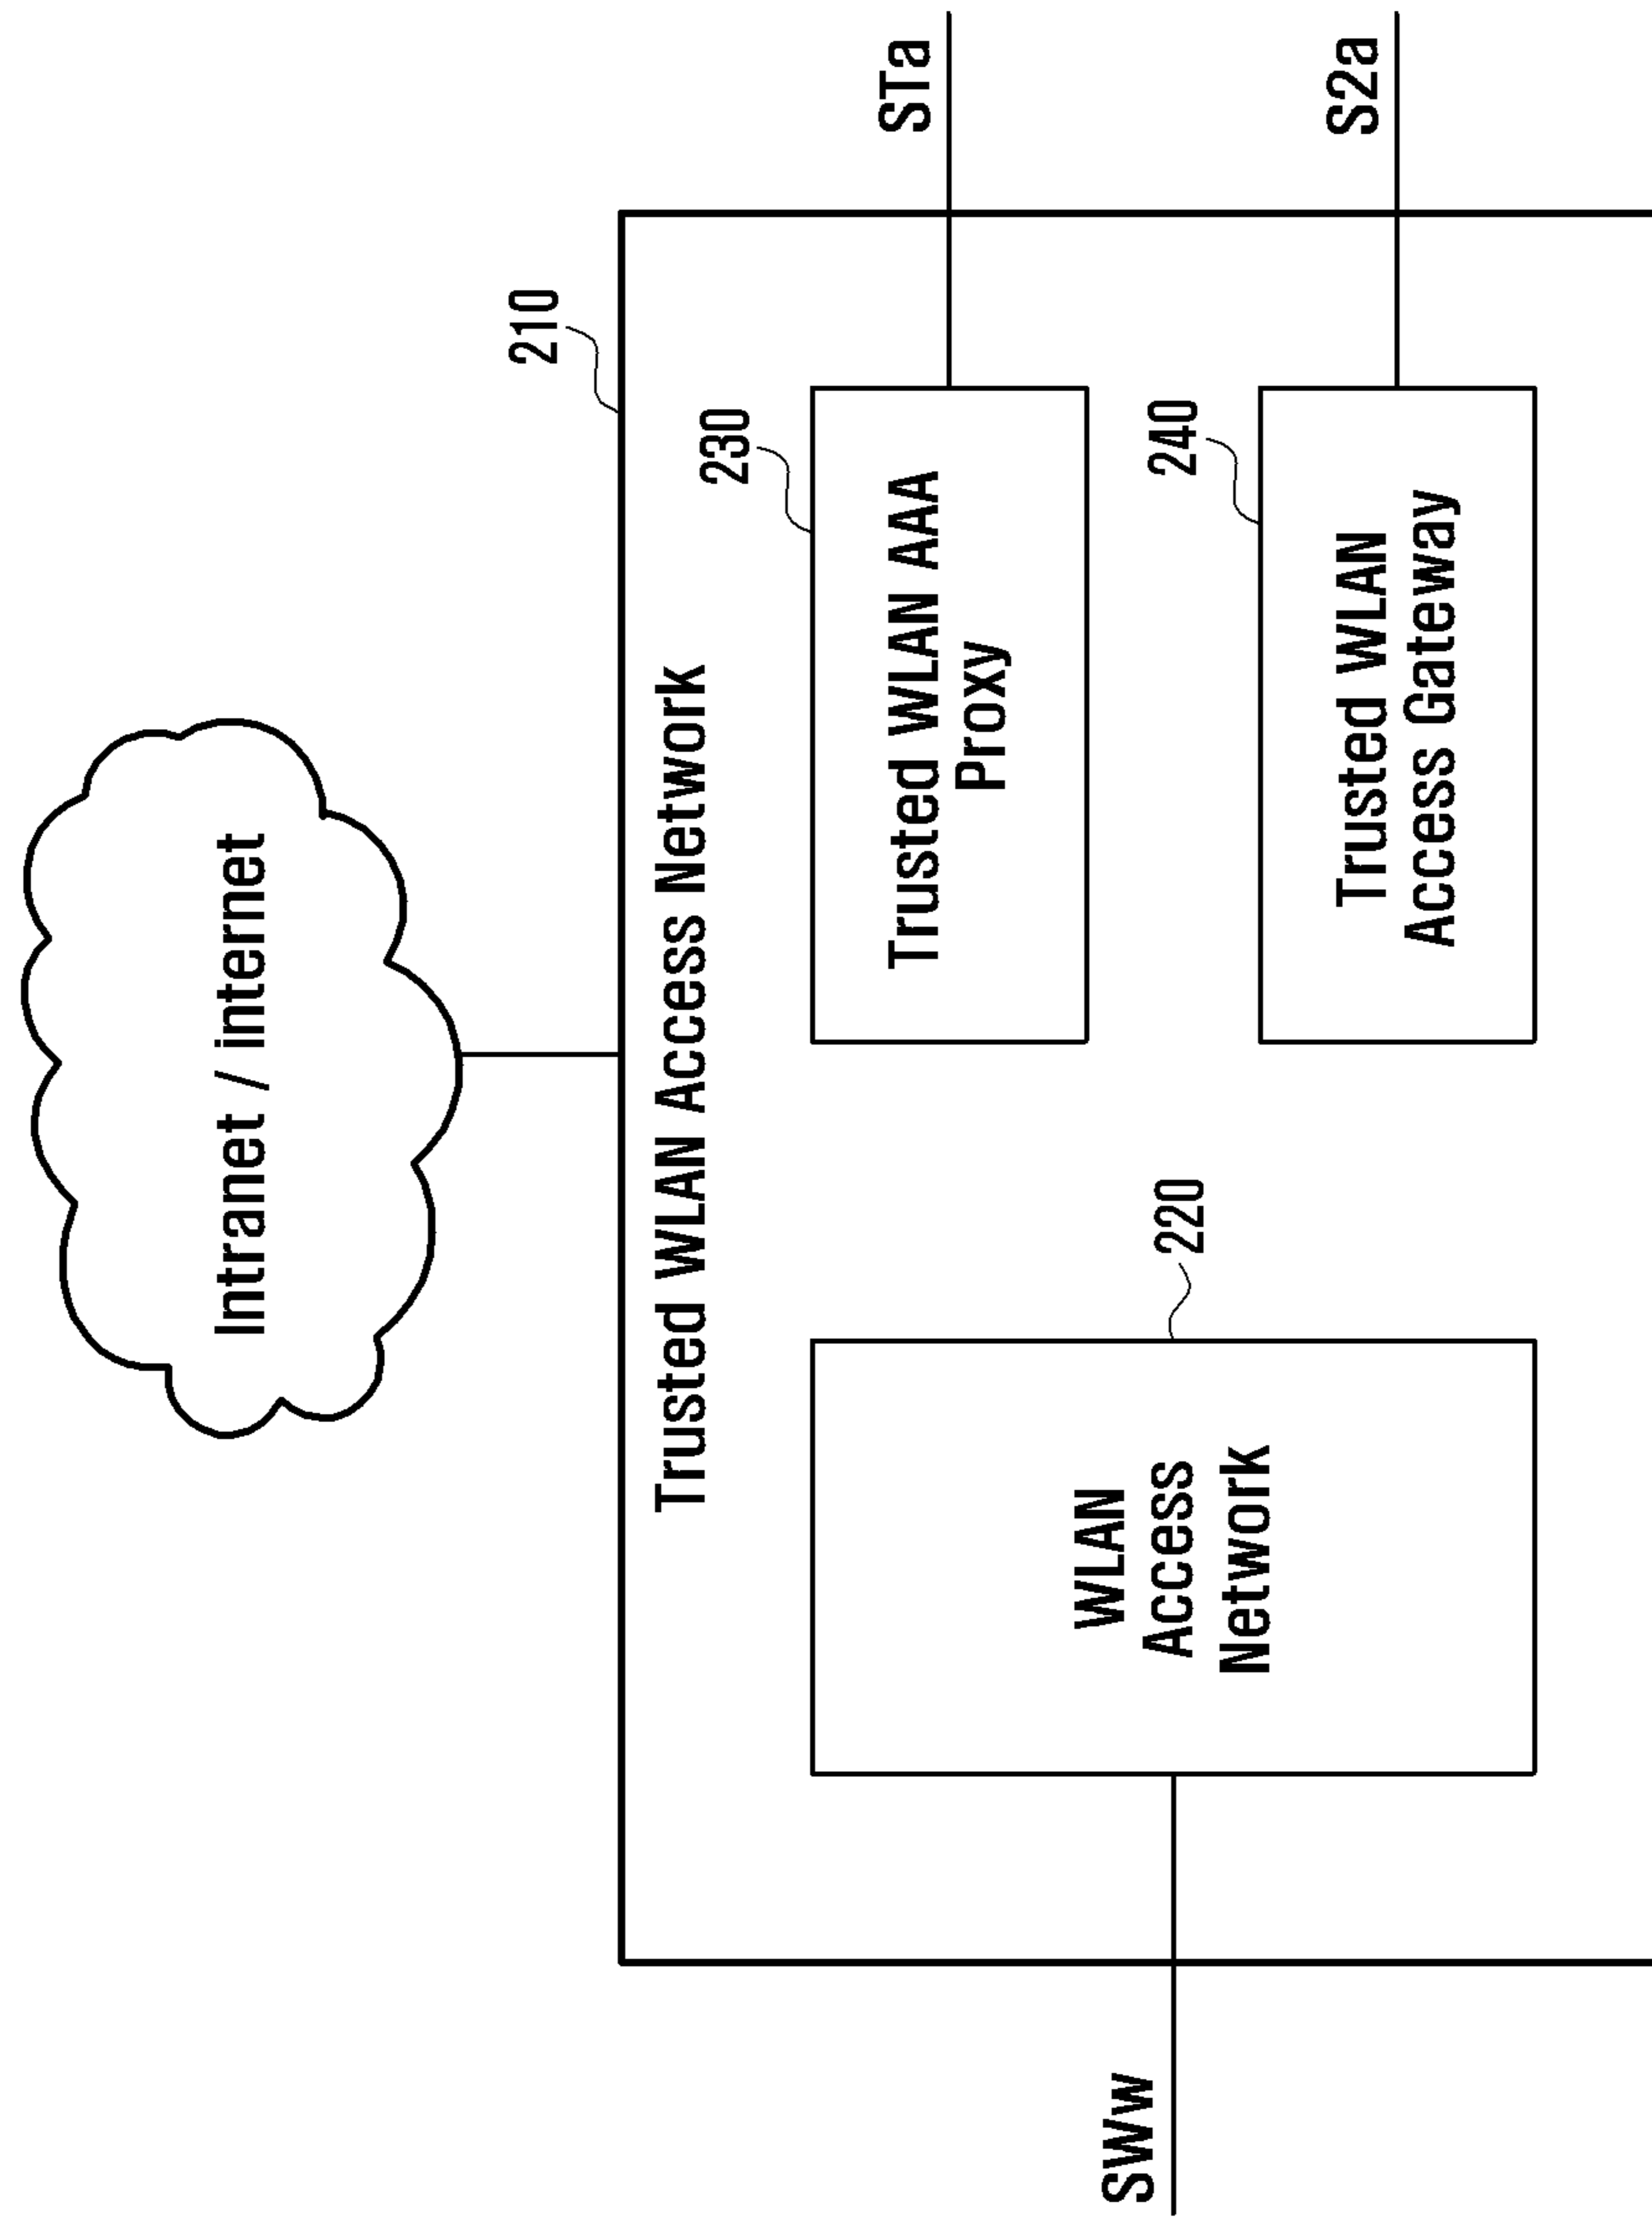 Intranet / internet
210
Trusted WLAN Access Network
230
STa
Trusted WLAN AAA
Proxy
SWw
WLAN
Access
Network
220
240
S2a
Trusted WLAN
Access Gateway